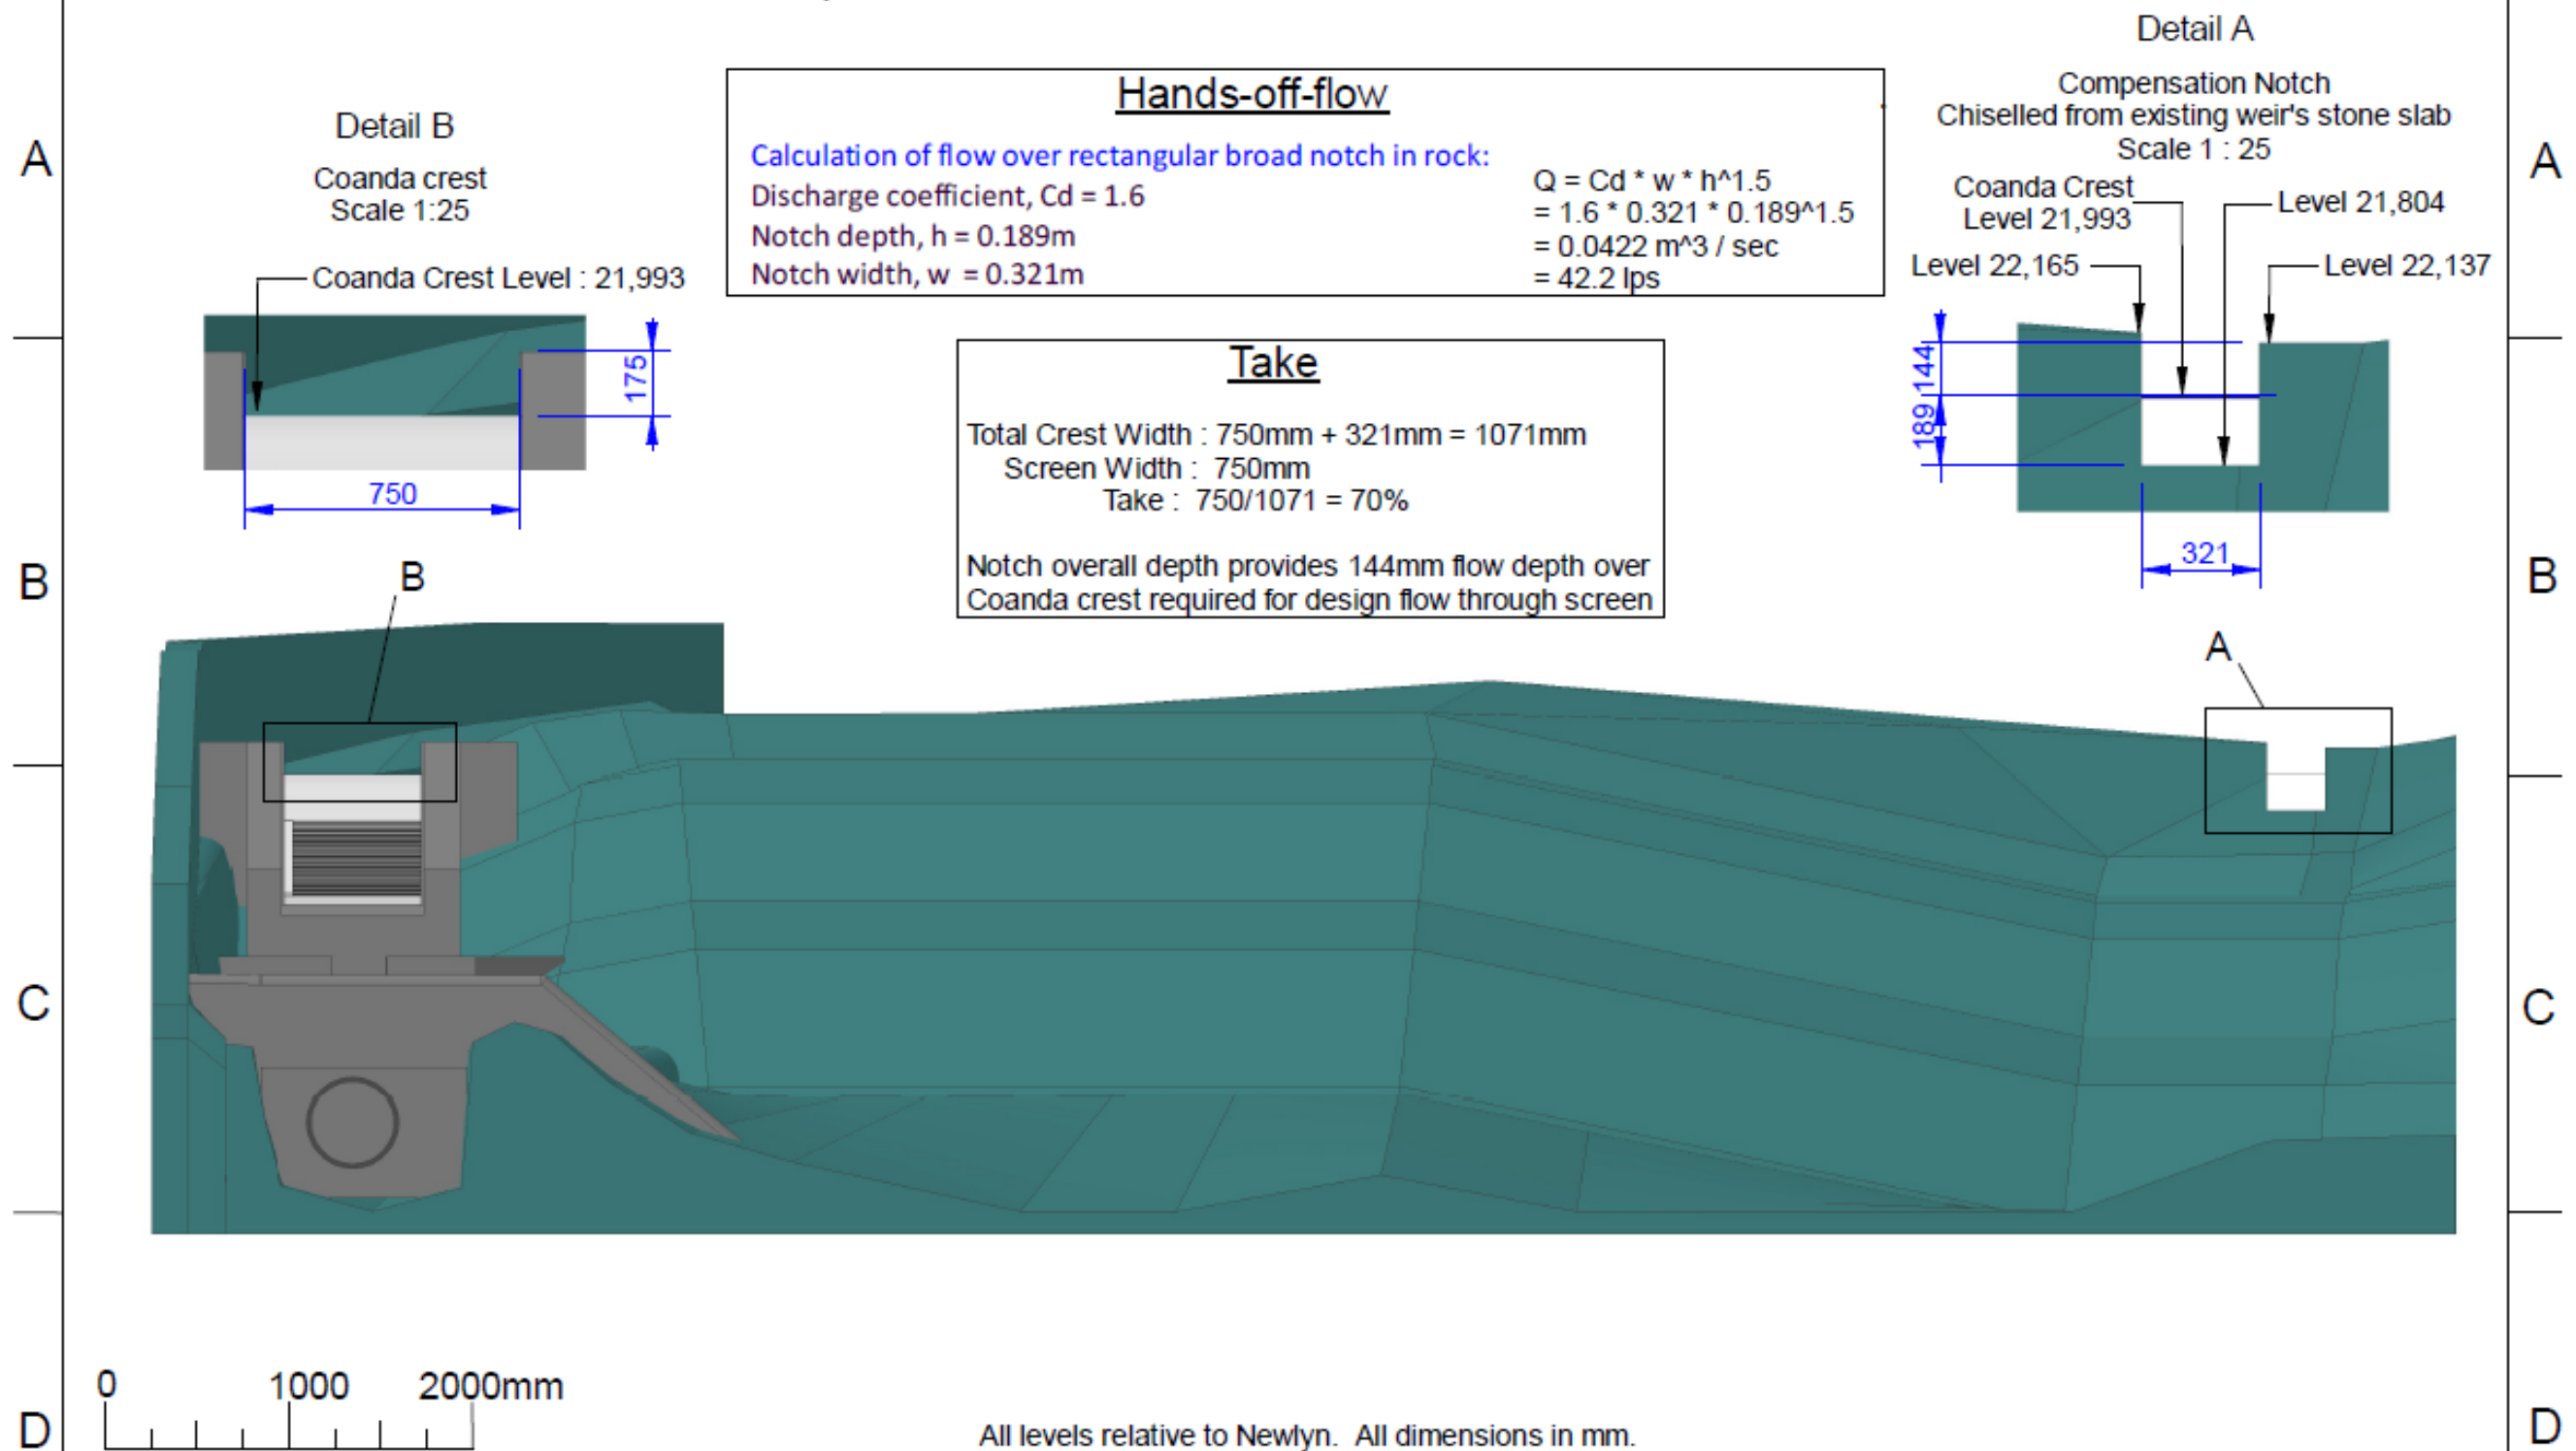 Detail A
Compensation Notch
Chiselled from existing weir's stone slab
Scale 1 : 25
Coanda Crest
Level 21,993
Level 21,804
Level 22,165
Level 22,137
144
189
321
Hands-off-flow
Calculation of flow over rectangular broad notch in rock:
Discharge coefficient, Cd = 1.6
Notch depth, h = 0.189m
Notch width, w = 0.321m
Q = Cd * w * h^1.5
= 1.6 * 0.321 * 0.189^1.5
= 0.0422 m^3 / sec
= 42.2 lps
Detail B
Coanda crest
Scale 1:25
Coanda Crest Level : 21,993
175
750
Take
Total Crest Width : 750mm + 321mm = 1071mm
Screen Width : 750mm
Take : 750/1071 = 70%
Notch overall depth provides 144mm flow depth over
Coanda crest required for design flow through screen
A
A
B
B
B
A
C
C
0 1000 2000mm
D
D
All levels relative to Newlyn. All dimensions in mm.